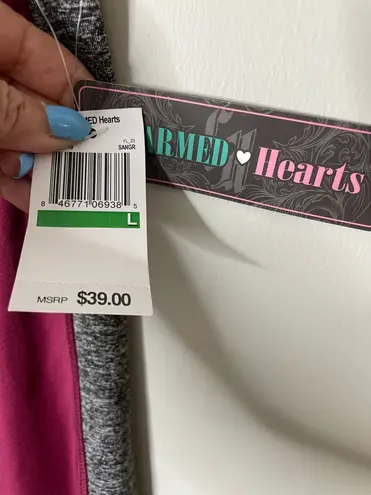 MED Hearts
FL_23
SANGR
8 46771 06938 5
L
MSRP $39.00
ARMED Hearts